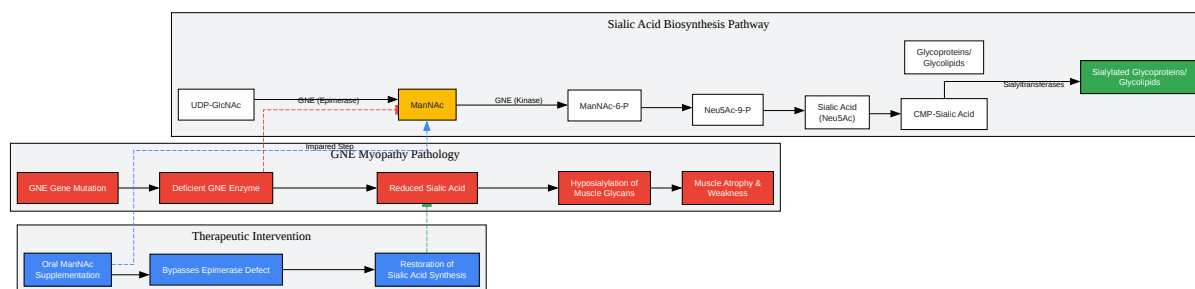 Sialic Acid Biosynthesis Pathway
Glycoproteins/
Glycolipids
Sialylated Glycoproteins/
Glycolipids
Sialyltransferases
UDP-GlcNAc
GNE (Epimerase)
ManNAc
GNE (Kinase)
ManNAc-6-P
Neu5Ac-9-P
Sialic Acid
(Neu5Ac)
CMP-Sialic Acid
Impaired Step
GNE Myopathy Pathology
GNE Gene Mutation
Deficient GNE Enzyme
Reduced Sialic Acid
Hyposialylation of
Muscle Glycans
Muscle Atrophy &
Weakness
Therapeutic Intervention
Oral ManNAc
Supplementation
Bypasses Epimerase Defect
Restoration of
Sialic Acid Synthesis